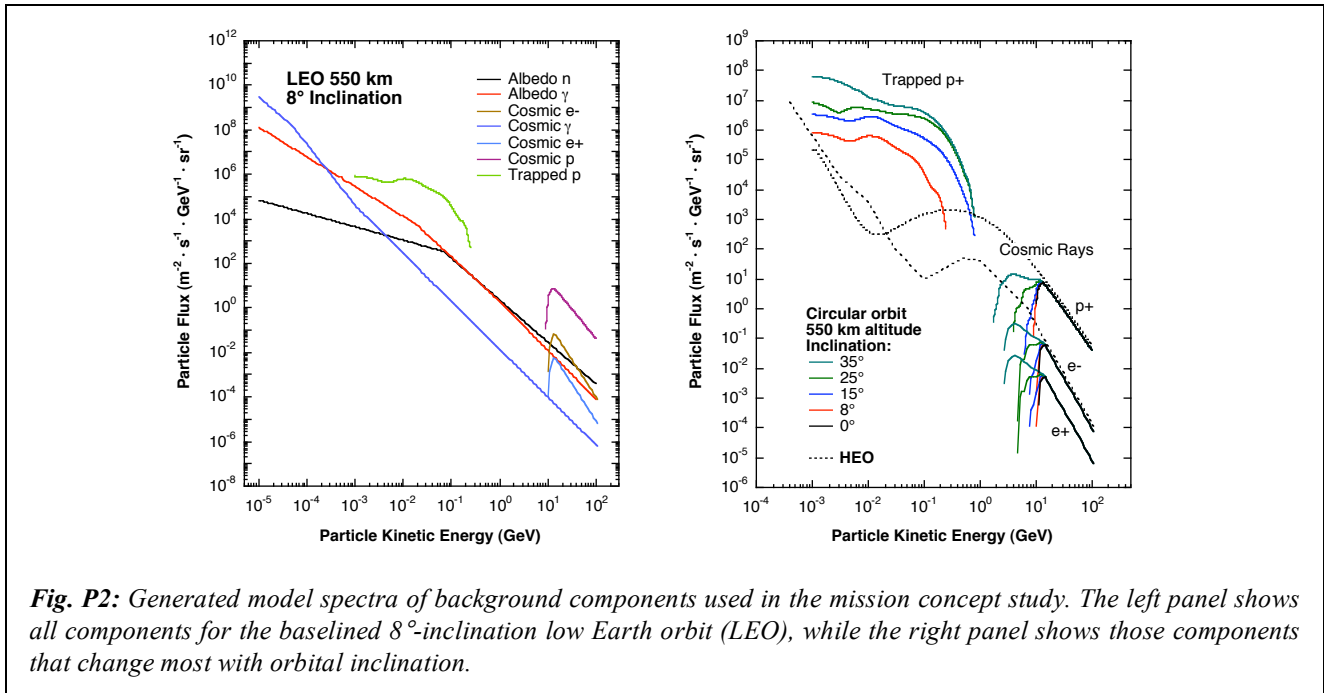 10¹²
10¹⁰
10⁸
10⁶
10⁴
10²
10⁰
10⁻²
10⁻⁴
10⁻⁶
10⁻⁸
Particle Flux (m⁻² · s⁻¹ · GeV⁻¹ · sr⁻¹)
LEO 550 km
8° Inclination
Albedo n
Albedo γ
Cosmic e-
Cosmic γ
Cosmic e+
Cosmic p
Trapped p
10⁻⁵ 10⁻⁴ 10⁻³ 10⁻² 10⁻¹ 10⁰ 10¹ 10²
Particle Kinetic Energy (GeV)
10⁹
10⁸
10⁷
10⁶
10⁵
10⁴
10³
10²
10¹
10⁰
10⁻¹
10⁻²
10⁻³
10⁻⁴
10⁻⁵
10⁻⁶
Particle Flux (m⁻² · s⁻¹ · GeV⁻¹ · sr⁻¹)
Trapped p+
Cosmic Rays
p+
e-
e+
Circular orbit
550 km altitude
Inclination:
35°
25°
15°
8°
0°
HEO
10⁻⁴ 10⁻³ 10⁻² 10⁻¹ 10⁰ 10¹ 10²
Particle Kinetic Energy (GeV)
Fig. P2: Generated model spectra of background components used in the mission concept study. The left panel shows
all components for the baselined 8°-inclination low Earth orbit (LEO), while the right panel shows those components
that change most with orbital inclination.